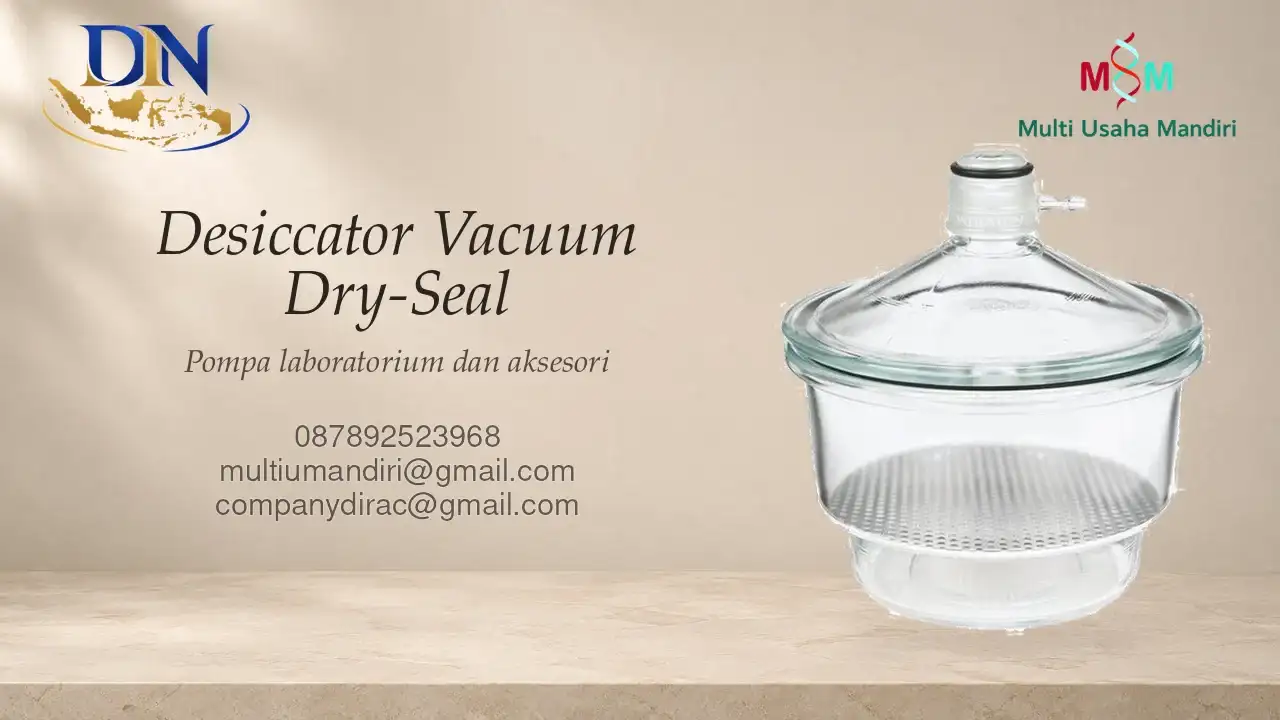 DN
MSM
Multi Usaha Mandiri
Desiccator Vacuum
Dry-Seal
Pompa laboratorium dan aksesori
087892523968
multiumandiri@gmail.com
companydirac@gmail.com